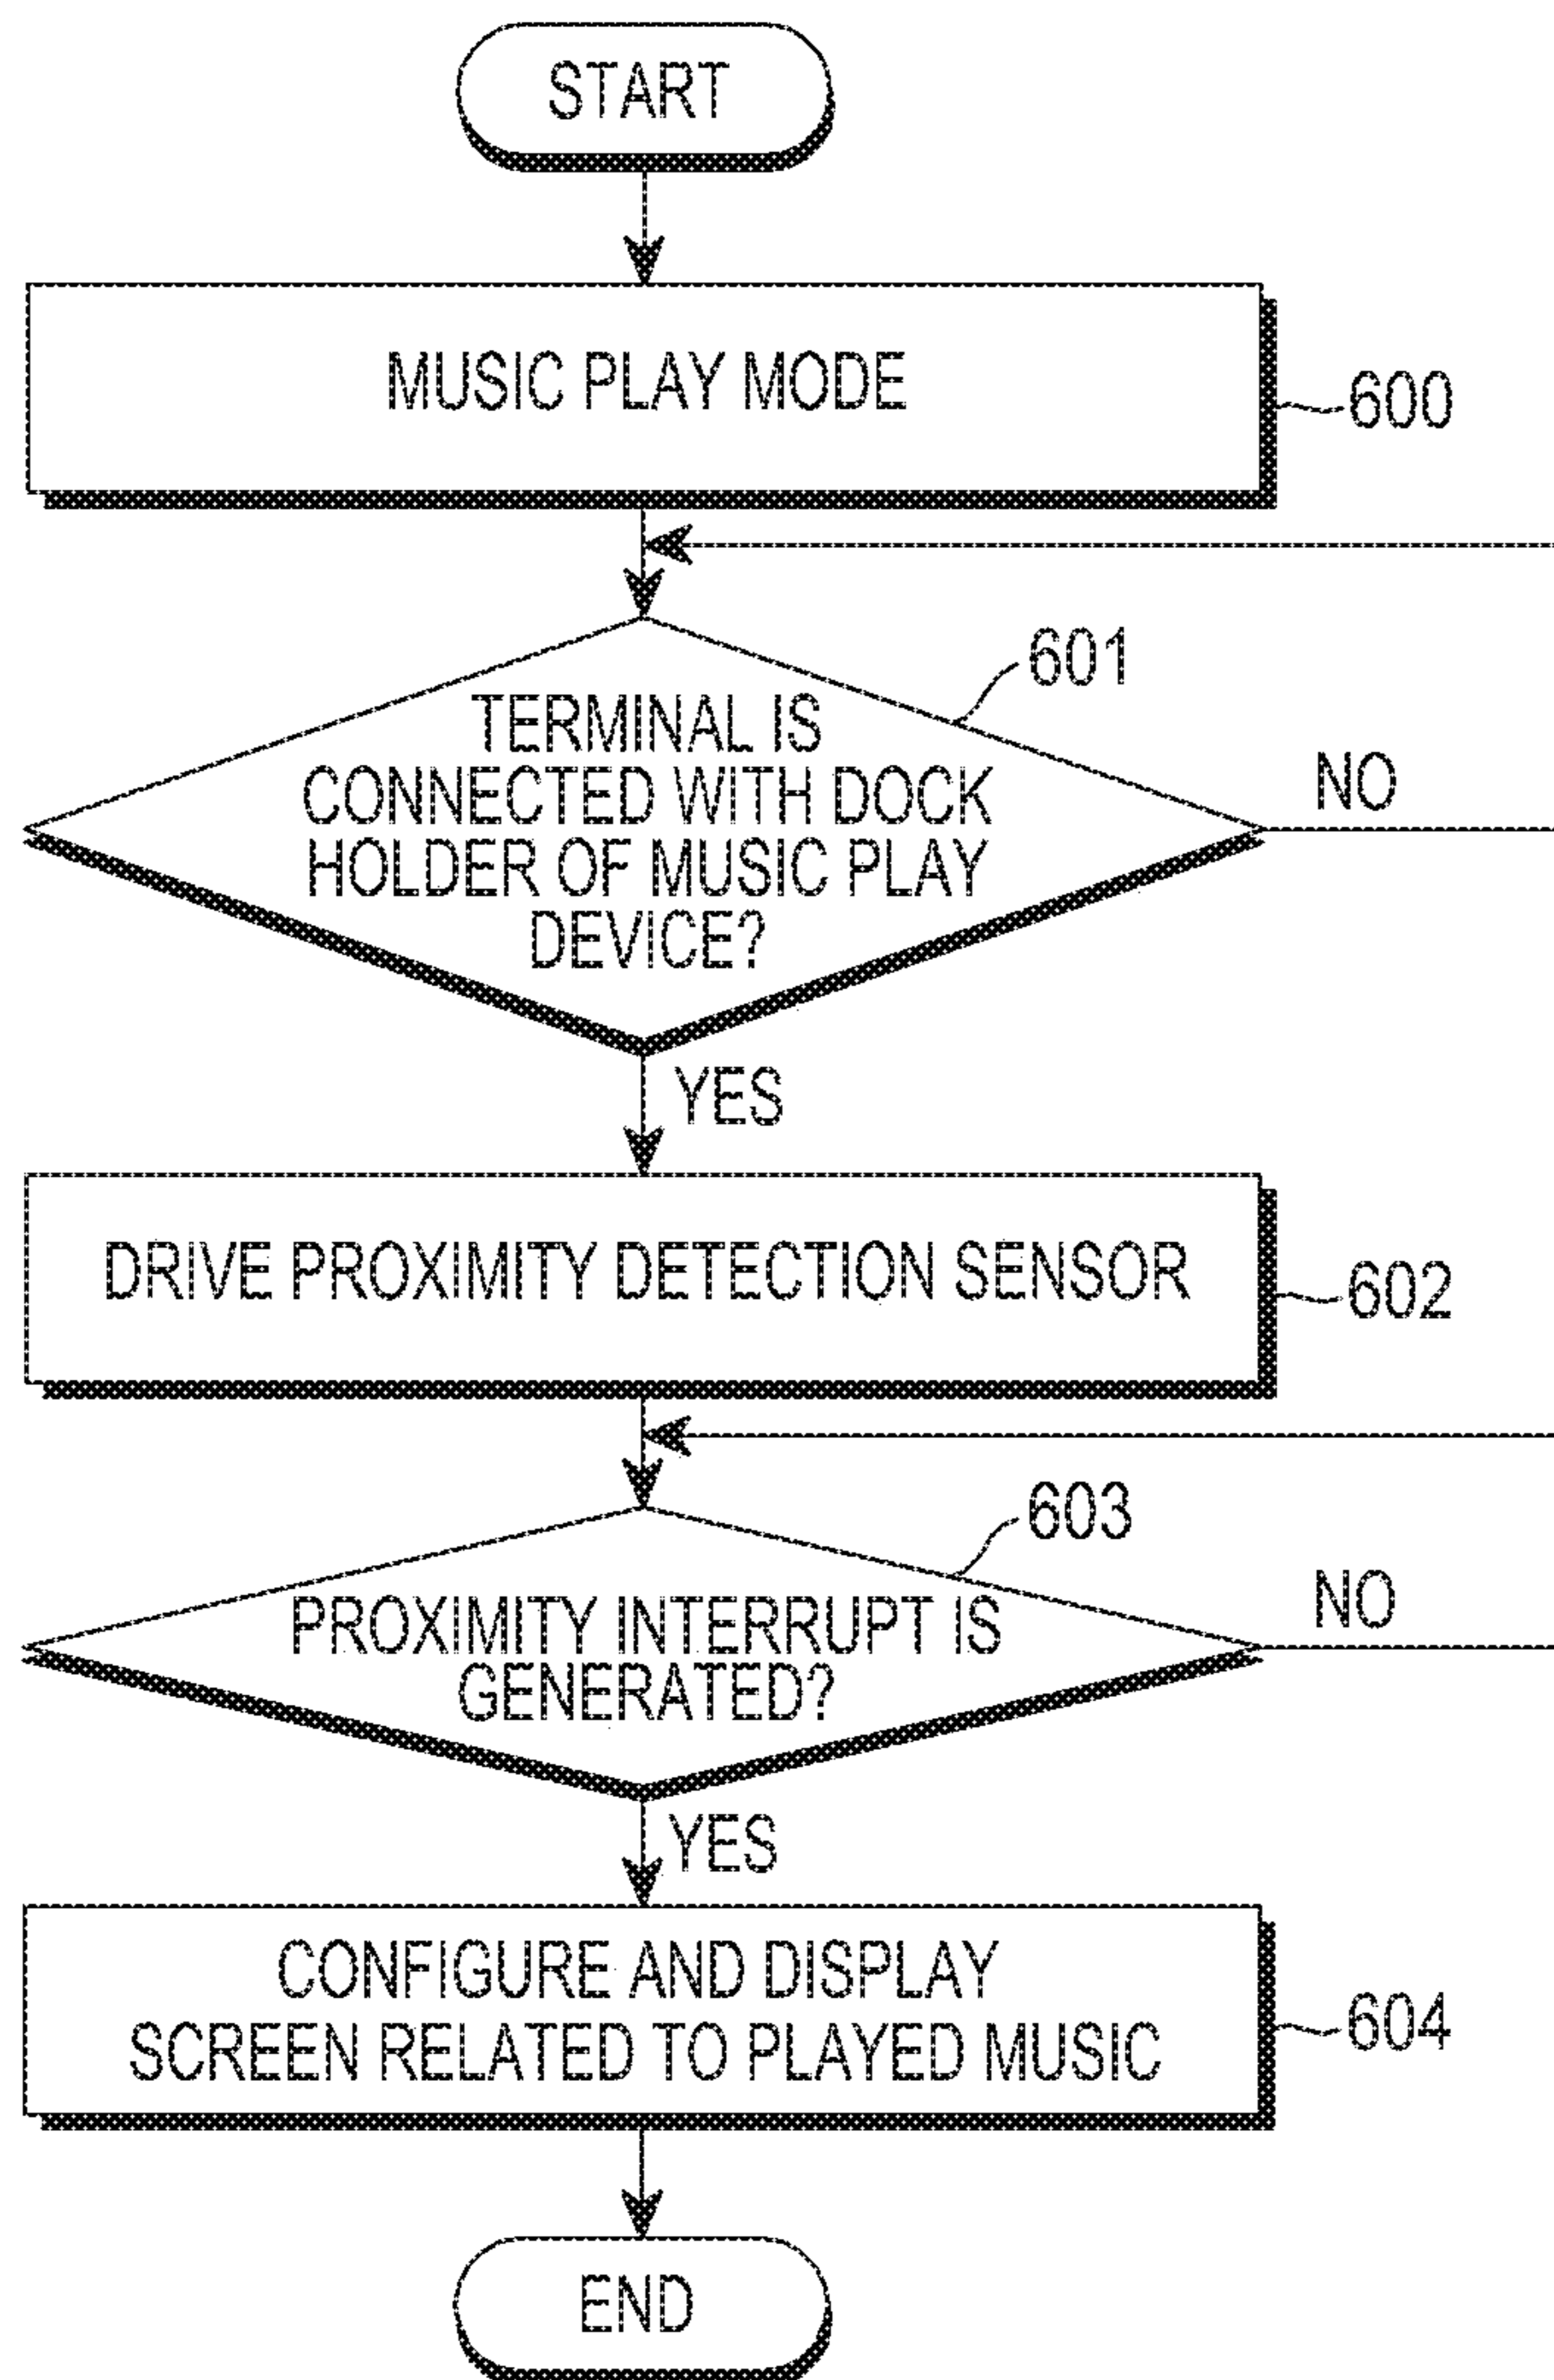 START
MUSIC PLAY MODE
600
601
TERMINAL IS
CONNECTED WITH DOCK
HOLDER OF MUSIC PLAY
DEVICE?
NO
YES
DRIVE PROXIMITY DETECTION SENSOR
602
603
PROXIMITY INTERRUPT IS
GENERATED?
NO
YES
CONFIGURE AND DISPLAY
SCREEN RELATED TO PLAYED MUSIC
604
END